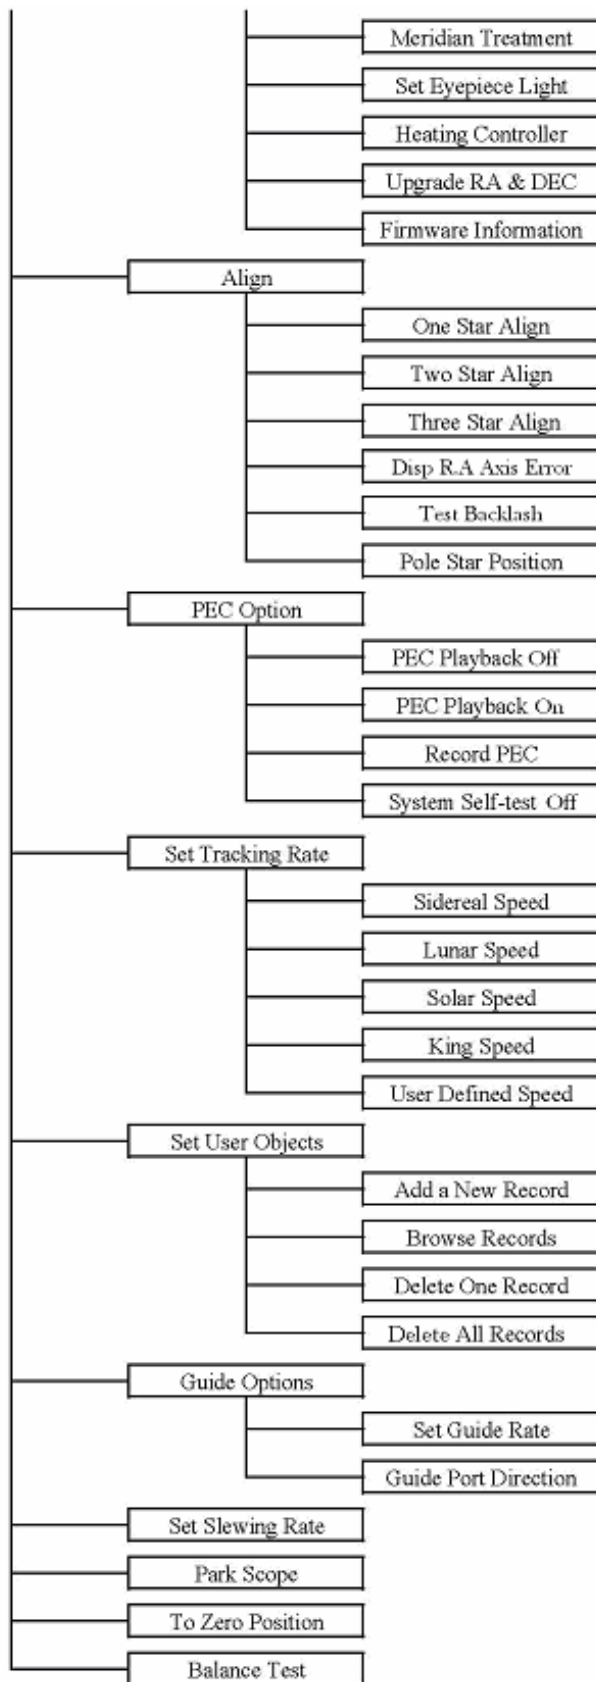 Meridian Treatment
Set Eyepiece Light
Heating Controller
Upgrade RA & DEC
Firmware Information
Align
One Star Align
Two Star Align
Three Star Align
Disp R.A Axis Error
Test Backlash
Pole Star Position
PEC Option
PEC Playback Off
PEC Playback On
Record PEC
System Self-test Off
Set Tracking Rate
Sidereal Speed
Lunar Speed
Solar Speed
King Speed
User Defined Speed
Set User Objects
Add a New Record
Browse Records
Delete One Record
Delete All Records
Guide Options
Set Guide Rate
Guide Port Direction
Set Slewing Rate
Park Scope
To Zero Position
Balance Test